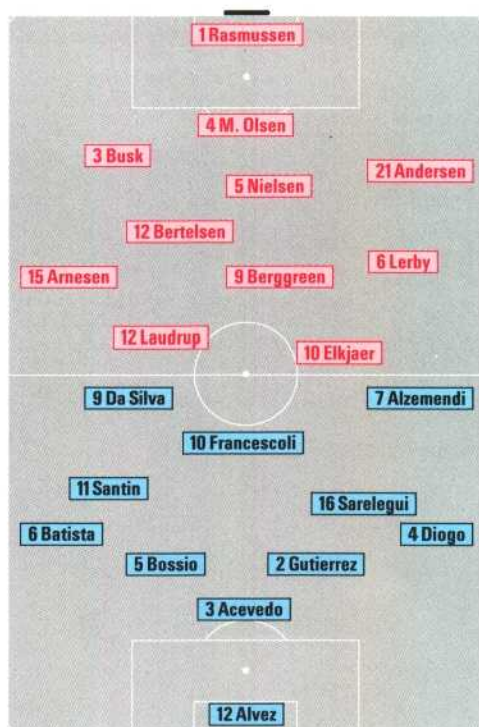 1 Rasmussen
4 M. Olsen
3 Busk
21 Andersen
5 Nielsen
12 Bertelsen
6 Lerby
15 Arnesen
9 Berggreen
12 Laudrup
10 Elkjaer
9 Da Silva
7 Alzemendi
10 Francescoli
11 Santin
16 Sarelegui
6 Batista
4 Diogo
5 Bossio
2 Gutierrez
3 Acevedo
12 Alvez